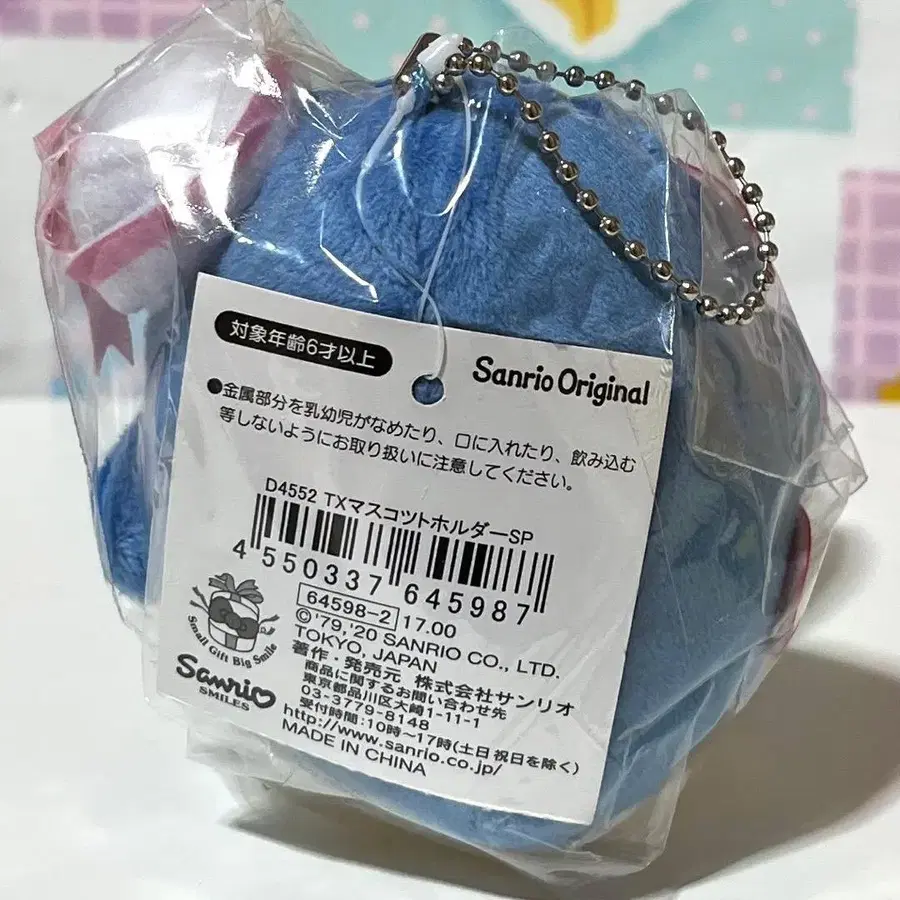 対象年齢6才以上
Sanrio Original
●金属部分を乳幼児がなめたり、口に入れたり、飲み込む
等しないようにお取り扱いに注意してください。
D4552 TXマスコットホルダーSP
4 550337 645987
64598-2 17.00
© '79,'20 SANRIO CO., LTD.
TOKYO, JAPAN
著作・発売元 株式会社サンリオ
商品に関するお問い合わせ先
東京都品川区大崎1-11-1
03-3779-8148
受付時間:10時〜17時(土日祝日を除く)
http://www.sanrio.co.jp/
MADE IN CHINA
Small Gift Big Smile
Sanrio
SMILES